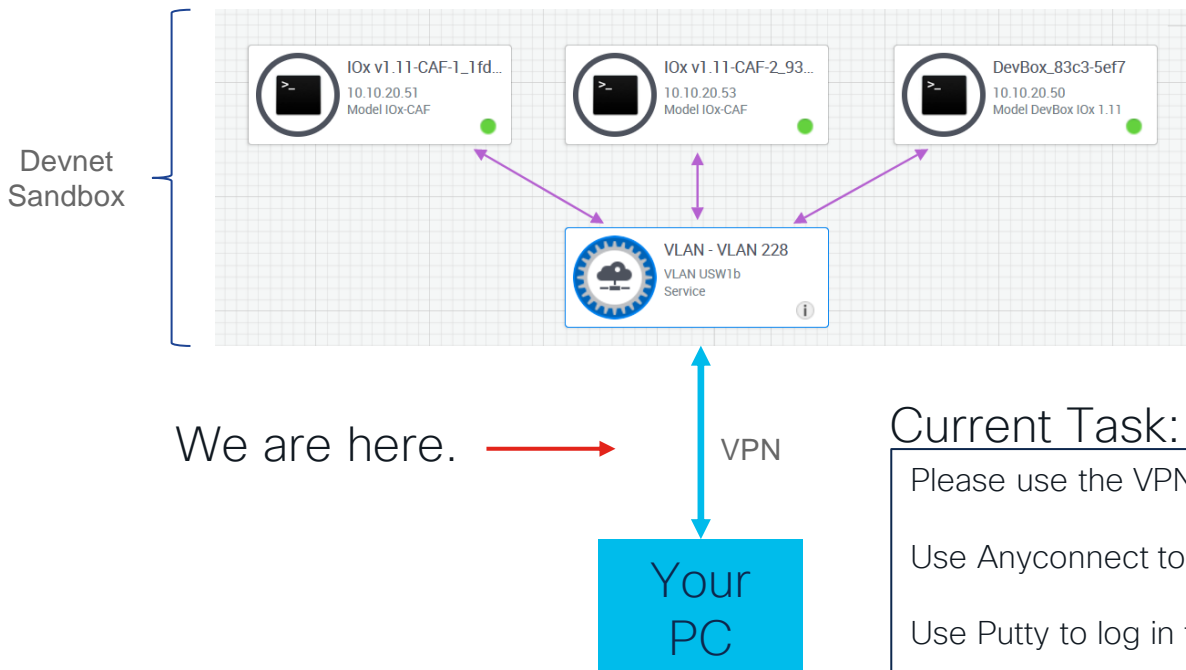 IOx v1.11-CAF-1_1fd...
10.10.20.51
Model IOx-CAF
IOx v1.11-CAF-2_93...
10.10.20.53
Model IOx-CAF
DevBox_83c3-5ef7
10.10.20.50
Model DevBox IOx 1.11
Devnet
Sandbox
VLAN - VLAN 228
VLAN USW1b
Service
We are here.
VPN
Your
PC
Current Task:
Please use the VPN
Use Anyconnect to
Use Putty to log in